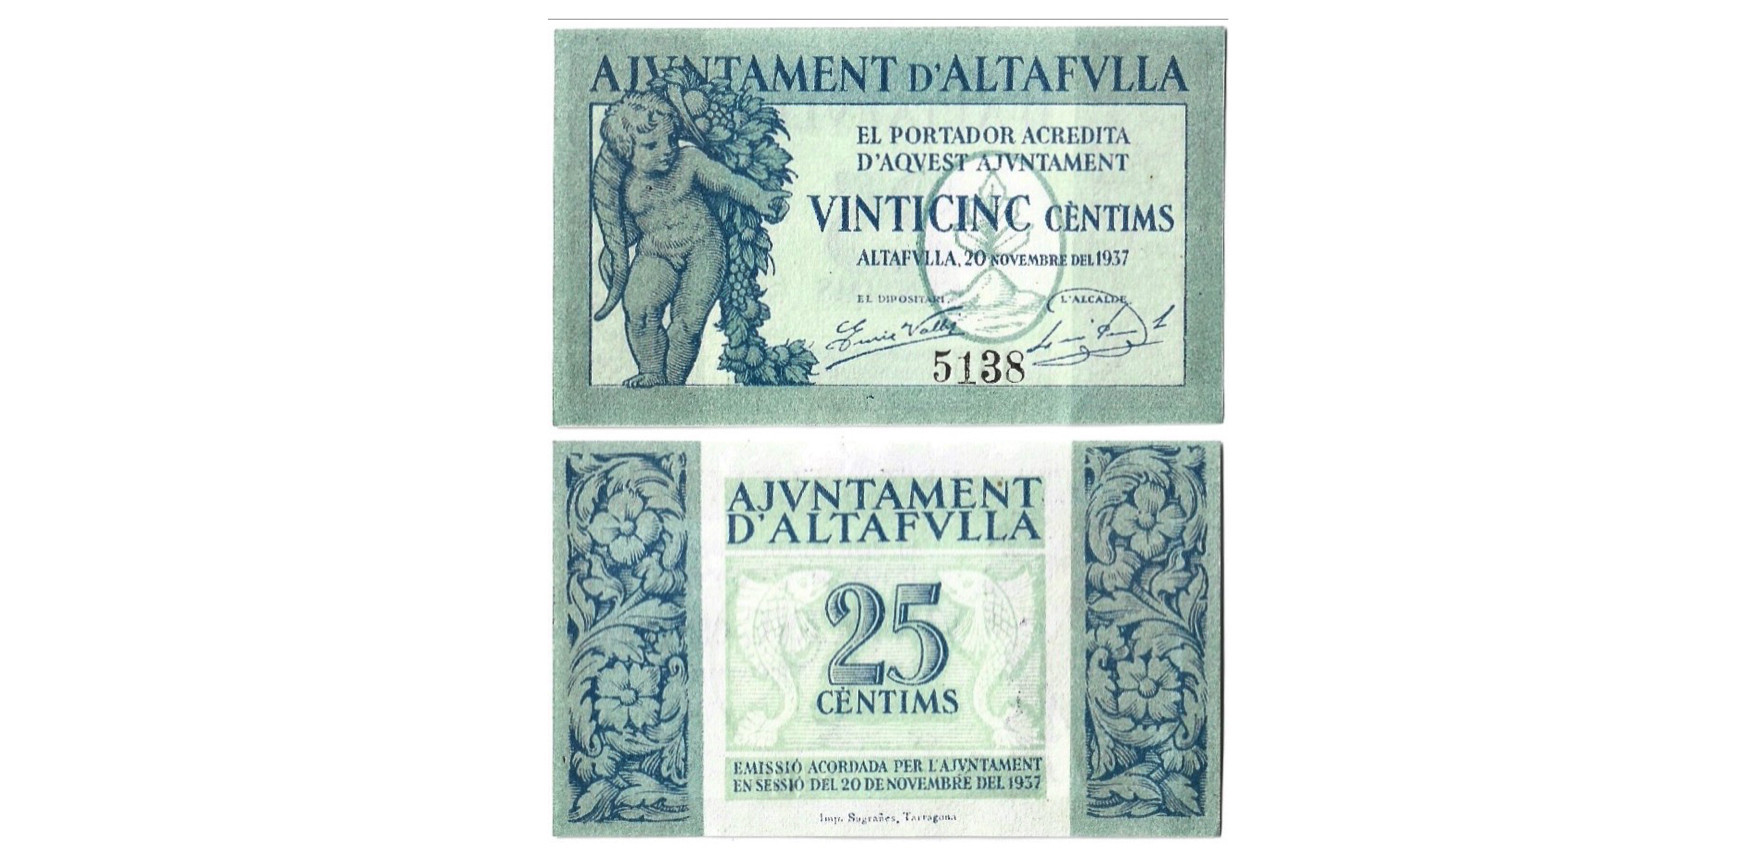 AJVNTAMENT D'ALTAFVLLA
EL PORTADOR ACREDITA
D'AQVEST AJVNTAMENT
VINTICINC CÈNTIMS
ALTAFVLLA, 20 NOVEMBRE DEL 1937
EL DIPOSITARI, L'ALCALDE,
5138
AJVNTAMENT
D'ALTAFVLLA
25
CÈNTIMS
EMISSIÓ ACORDADA PER L'AJVNTAMENT
EN SESSIÓ DEL 20 DE NOVEMBRE DEL 1937
Imp. Sugrañes, Tarragona